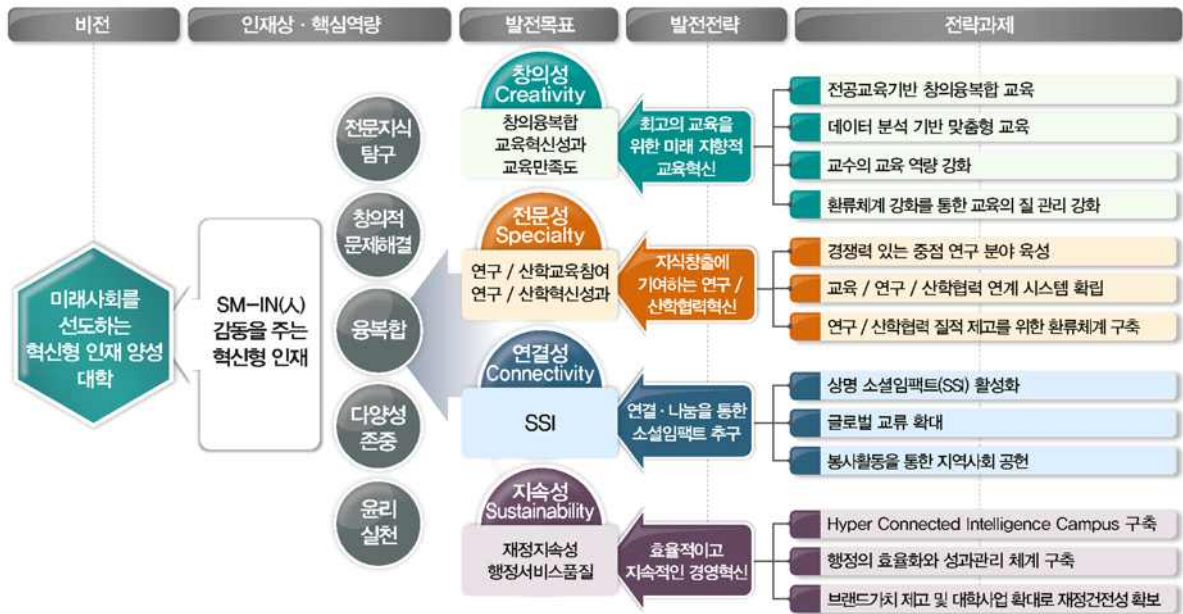 비전
인재상 · 핵심역량
발전목표
발전전략
전략과제
미래사회를
선도하는
혁신형 인재 양성
대학
SM-IN(人)
감동을 주는
혁신형 인재
전문지식
탐구
창의적
문제해결
융복합
다양성
존중
윤리
실천
창의성
Creativity
창의융복합
교육혁신성과
교육만족도
최고의 교육을
위한 미래 지향적
교육혁신
전공교육기반 창의융복합 교육
데이터 분석 기반 맞춤형 교육
교수의 교육 역량 강화
환류체계 강화를 통한 교육의 질 관리 강화
전문성
Specialty
연구 / 산학교육참여
연구 / 산학혁신성과
지식창출에
기여하는 연구 /
산학협력혁신
경쟁력 있는 중점 연구 분야 육성
교육 / 연구 / 산학협력 연계 시스템 확립
연구 / 산학협력 질적 제고를 위한 환류체계 구축
연결성
Connectivity
SSI
연결 · 나눔을 통한
소셜임팩트 추구
상명 소셜임팩트(SSI) 활성화
글로벌 교류 확대
봉사활동을 통한 지역사회 공헌
지속성
Sustainability
재정지속성
행정서비스품질
효율적이고
지속적인 경영혁신
Hyper Connected Intelligence Campus 구축
행정의 효율화와 성과관리 체계 구축
브랜드가치 제고 및 대학사업 확대로 재정건전성 확보